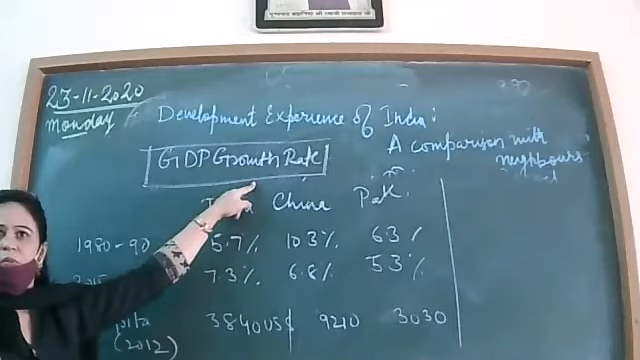 23-11-2020
Monday
Development Experience of India:
A comparison with
neighbours
GDP Growth Rate
China Pak.
1980-90 5.7% 10.3% 6.3%
7.3% 6.8% 5.3%
3840US$ 9210 3030
(2012)